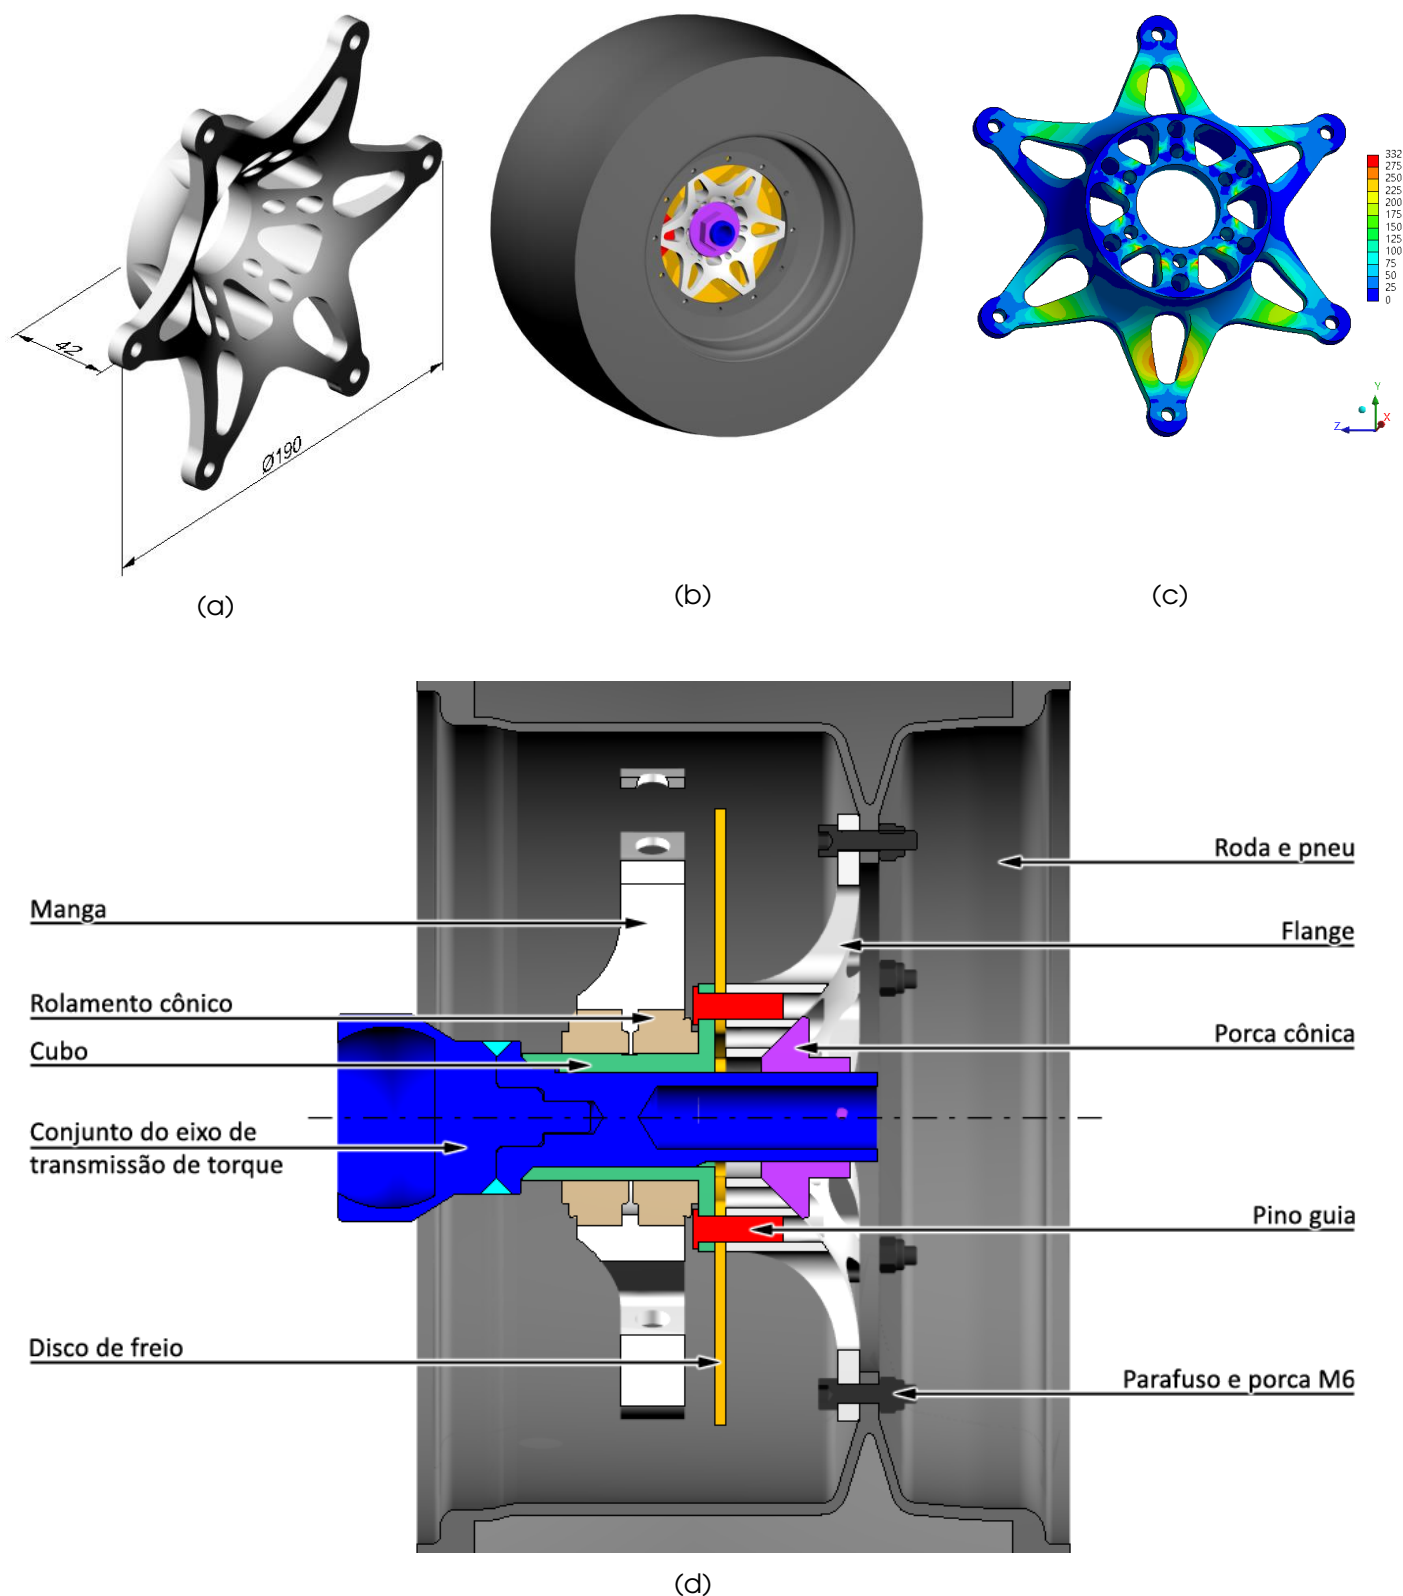 42
Ø190
(a)
(b)
332
275
250
225
200
175
150
125
100
75
50
25
0
Y
X
Z
(c)
Roda e pneu
Manga
Flange
Rolamento cônico
Porca cônica
Cubo
Conjunto do eixo de
transmissão de torque
Pino guia
Disco de freio
Parafuso e porca M6
(d)